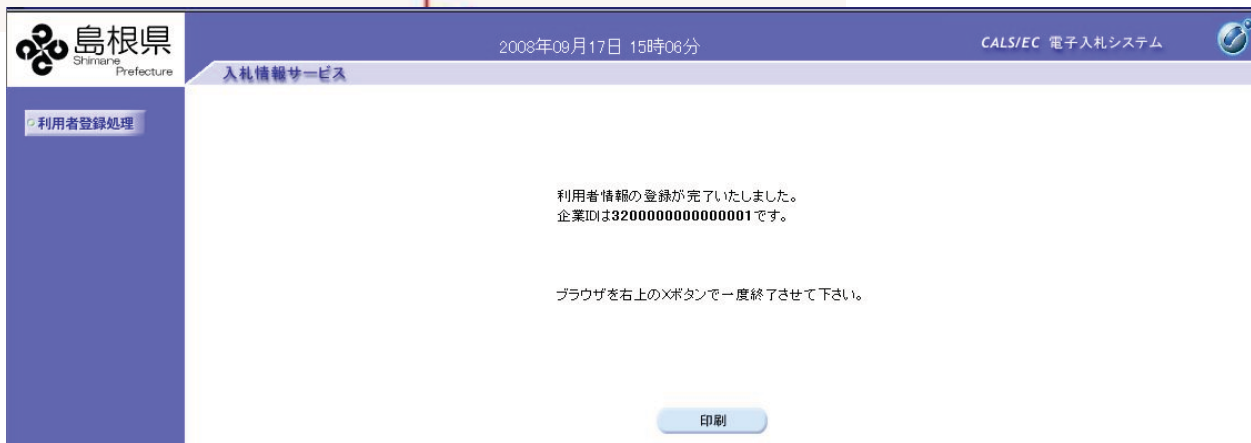 島根県
Shimane
Prefecture
2008年09月17日 15時06分
CALS/EC 電子入札システム
入札情報サービス
利用者登録処理
利用者情報の登録が完了いたしました。
企業IDは3200000000000001です。
ブラウザを右上の×ボタンで一度終了させて下さい。
印刷